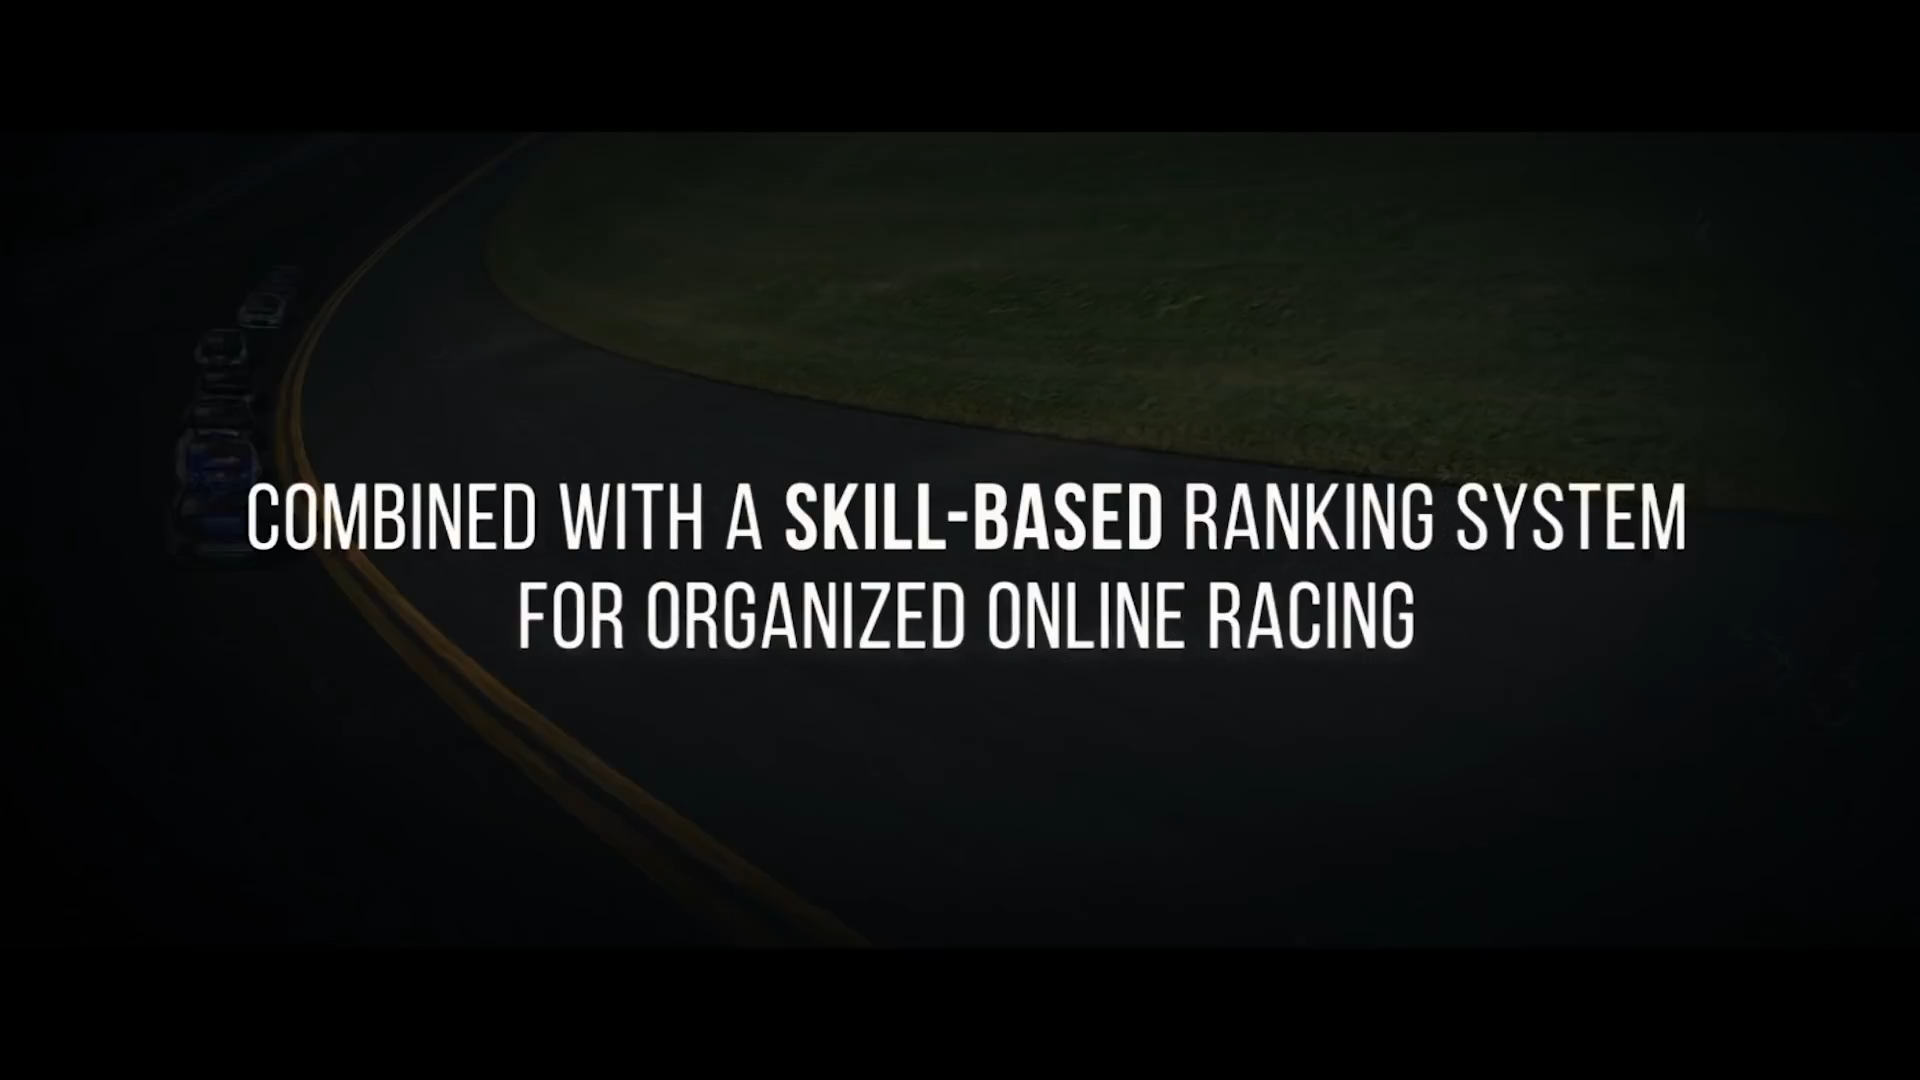 COMBINED WITH A SKILL-BASED RANKING SYSTEM
FOR ORGANIZED ONLINE RACING